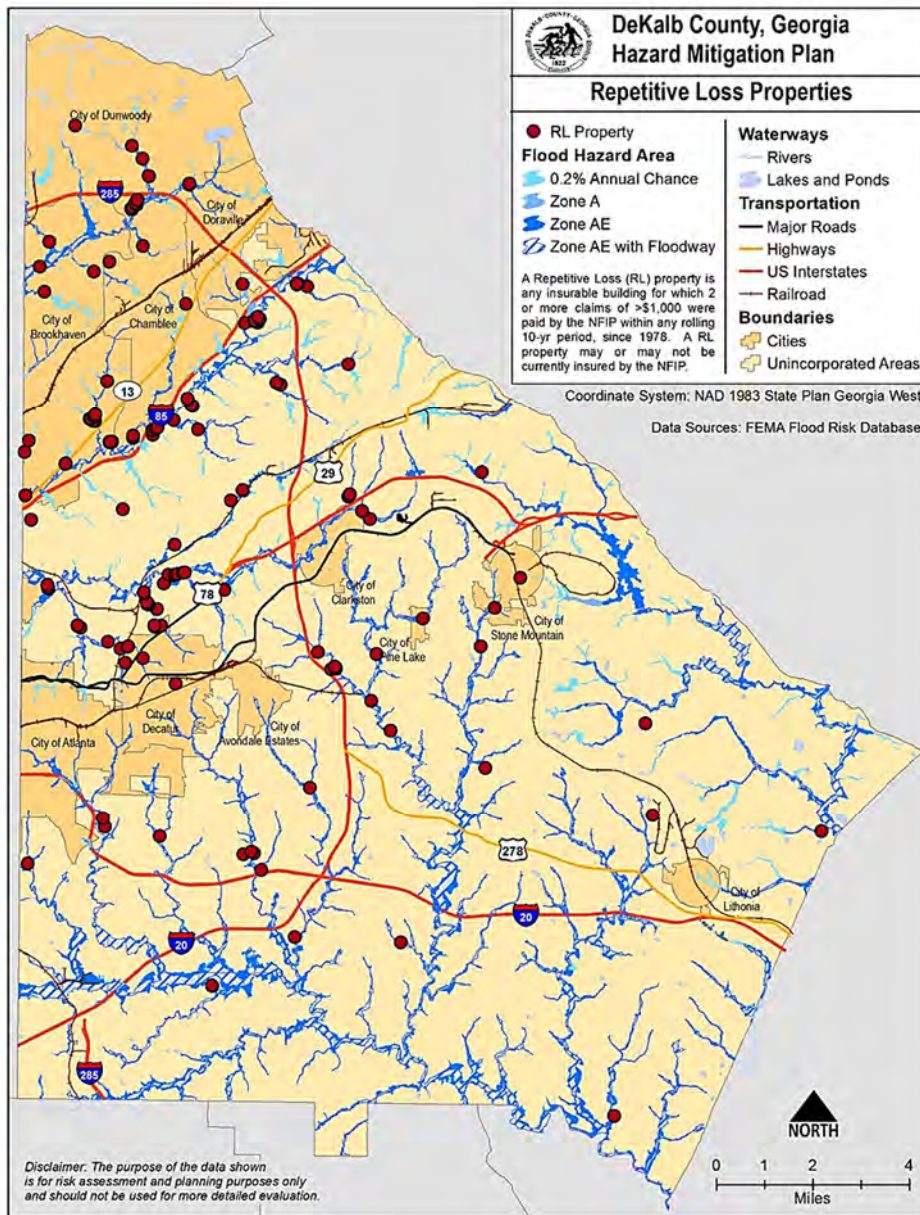 DeKalb County, Georgia
Hazard Mitigation Plan
Repetitive Loss Properties
RL Property
Flood Hazard Area
0.2% Annual Chance
Zone A
Zone AE
Zone AE with Floodway
A Repetitive Loss (RL) property is
any insurable building for which 2
or more claims of >$1,000 were
paid by the NFIP within any rolling
10-yr period, since 1978. A RL
property may or may not be
currently insured by the NFIP.
Waterways
Rivers
Lakes and Ponds
Transportation
Major Roads
Highways
US Interstates
Railroad
Boundaries
Cities
Unincorporated Areas
Coordinate System: NAD 1983 State Plan Georgia West
Data Sources: FEMA Flood Risk Database
City of Dunwoody
285
City of
Doraville
City of
Chamblee
City of
Brookhaven
13
85
29
78
City of
Clarkston
City of
Stone Mountain
City of
Pine Lake
City of
Decatur
City of
Avondale Estates
City of Atlanta
278
City of
Lithonia
20
20
285
NORTH
0 2 4
Miles
Disclaimer: The purpose of the data shown
is for risk assessment and planning purposes only
and should not be used for more detailed evaluation.